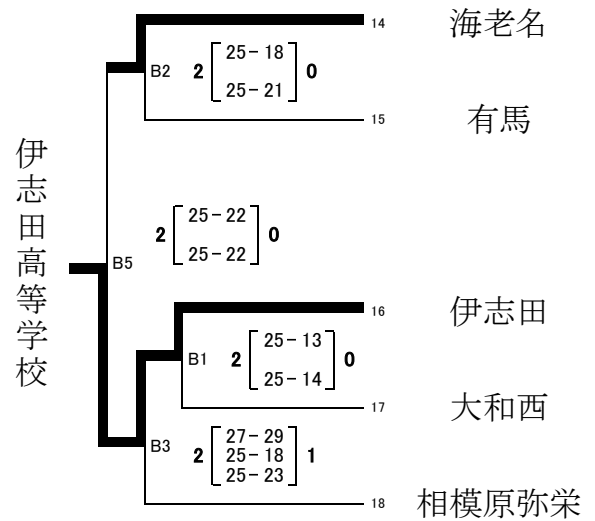 14 海老名
B2 2 25-18 0
25-21
15 有馬
伊志田高等学校
2 25-22 0
25-22
B5
16 伊志田
B1 2 25-13 0
25-14
17 大和西
B3 2 27-29 1
25-18
25-23
18 相模原弥栄